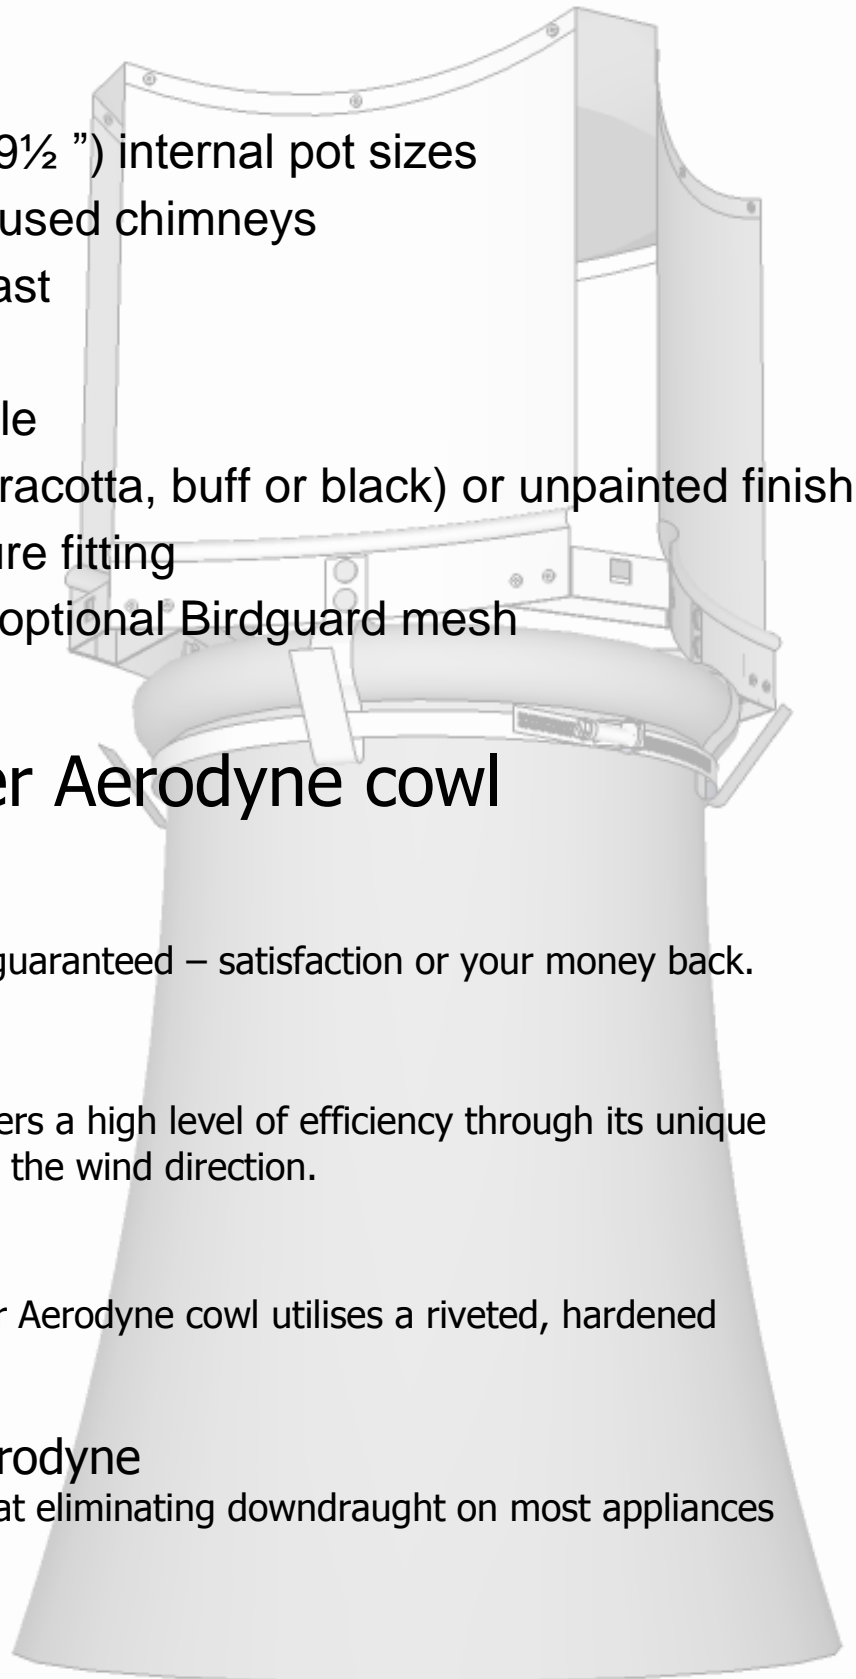 9½ ”) internal pot sizes
used chimneys
ast
le
racotta, buff or black) or unpainted finish
ure fitting
optional Birdguard mesh
er Aerodyne cowl
guaranteed – satisfaction or your money back.
ers a high level of efficiency through its unique
the wind direction.
r Aerodyne cowl utilises a riveted, hardened
rodyne
at eliminating downdraught on most appliances